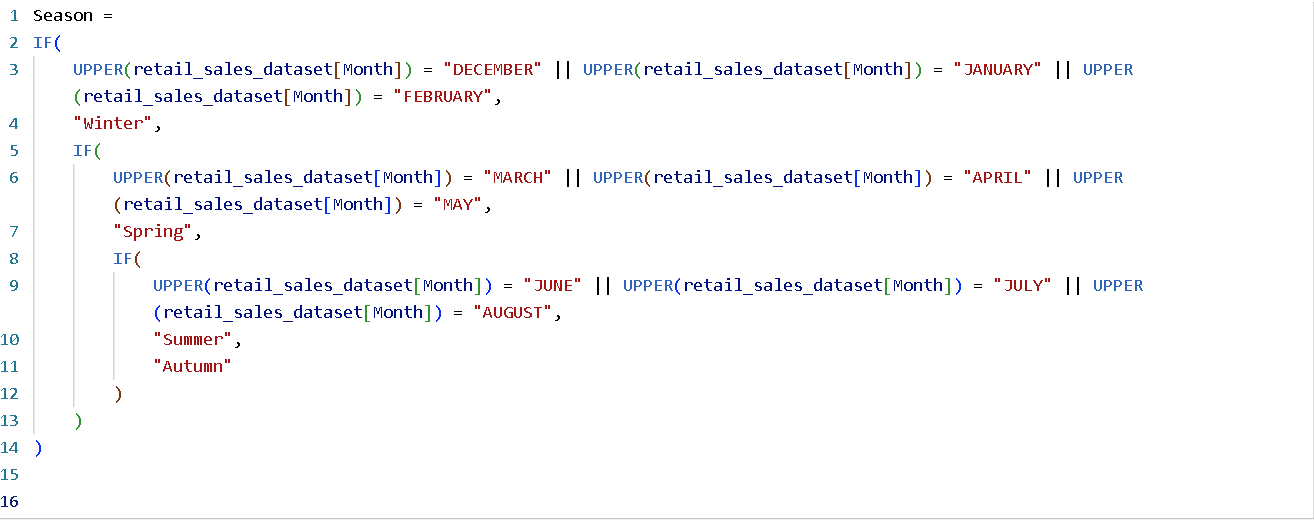 1 Season =
2 IF(
3 UPPER(retail_sales_dataset[Month]) = "DECEMBER" || UPPER(retail_sales_dataset[Month]) = "JANUARY" || UPPER
(retail_sales_dataset[Month]) = "FEBRUARY",
4 "Winter",
5 IF(
6 UPPER(retail_sales_dataset[Month]) = "MARCH" || UPPER(retail_sales_dataset[Month]) = "APRIL" || UPPER
(retail_sales_dataset[Month]) = "MAY",
7 "Spring",
8 IF(
9 UPPER(retail_sales_dataset[Month]) = "JUNE" || UPPER(retail_sales_dataset[Month]) = "JULY" || UPPER
(retail_sales_dataset[Month]) = "AUGUST",
10 "Summer",
11 "Autumn"
12 )
13 )
14 )
15
16